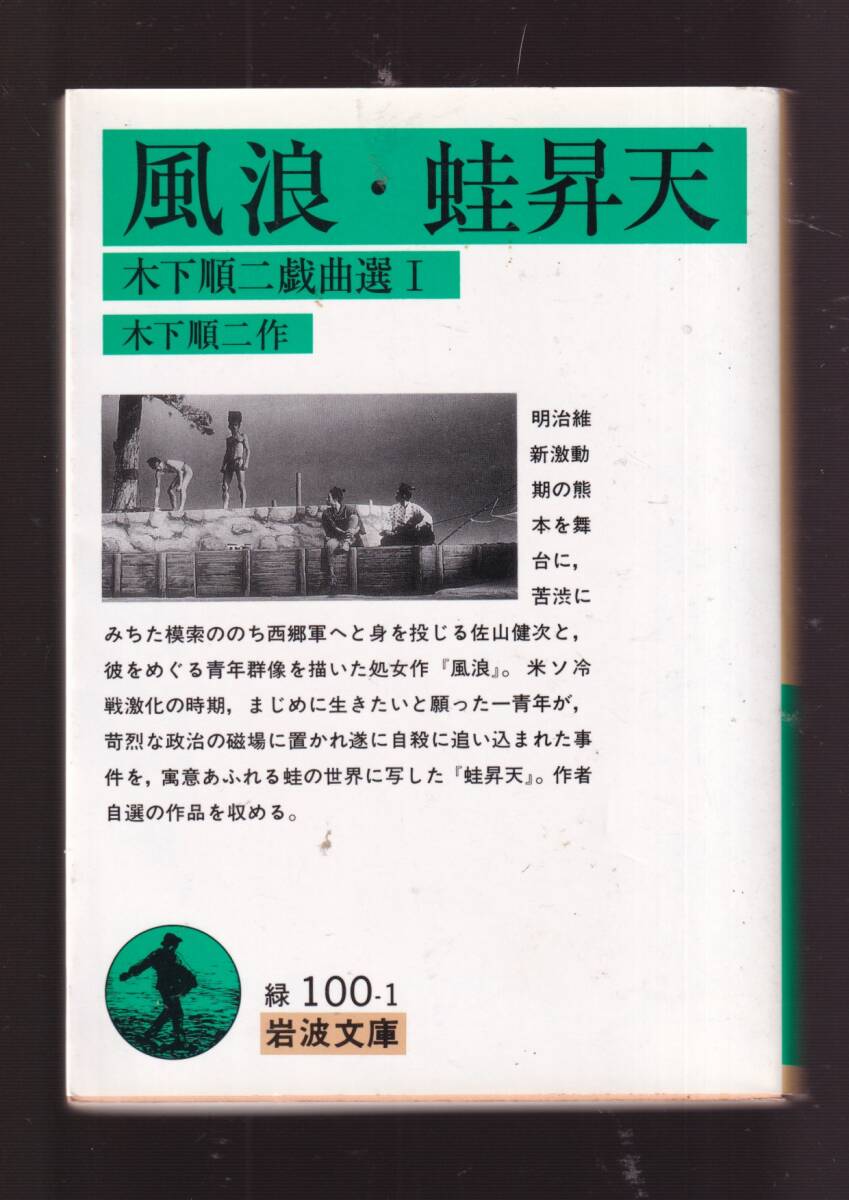 風浪・蛙昇天
木下順二戯曲選Ⅰ
木下順二作
明治維
新激動
期の熊
本を舞
台に，
苦渋に
みちた模索ののち西郷軍へと身を投じる佐山健次と，
彼をめぐる青年群像を描いた処女作『風浪』。米ソ冷
戦激化の時期，まじめに生きたいと願った一青年が，
苛烈な政治の磁場に置かれ遂に自殺に追い込まれた事
件を，寓意あふれる蛙の世界に写した『蛙昇天』。作者
自選の作品を収める。
緑 100-1
岩波文庫